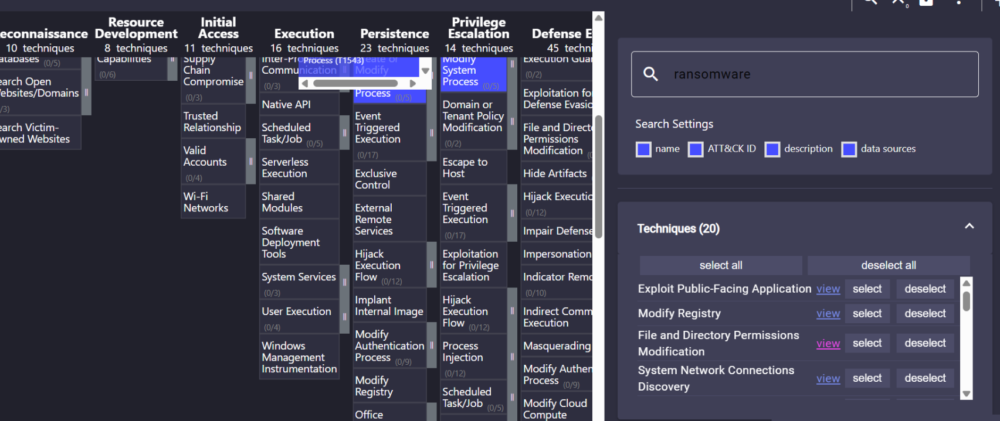 econnaissance
10 techniques
atabases (0/5)
earch Open
ebsites/Domains
/3)
earch Victim-
wned Websites
Resource
Development
8 techniques
Capabilities
(0/6)
Initial
Access
11 techniques
Supply
Chain
Compromise
(0/3)
Trusted
Relationship
Valid
Accounts
(0/4)
Wi-Fi
Networks
Execution
16 techniques
Inter-Process
Communication
(0/3)
Native API
Scheduled
Task/Job (0/5)
Serverless
Execution
Shared
Modules
Software
Deployment
Tools
System Services
(0/3)
User Execution
(0/4)
Windows
Management
Instrumentation
Process (T1543)
Persistence
23 techniques
Create or
Modify
Process (0/5)
Event
Triggered
Execution
(0/17)
Exclusive
Control
External
Remote
Services
Hijack
Execution
Flow (0/12)
Implant
Internal Image
Modify
Authentication
Process (0/9)
Modify
Registry
Office
Privilege
Escalation
14 techniques
Modify
System
Process (0/5)
Domain or
Tenant Policy
Modification
(0/2)
Escape to
Host
Event
Triggered
Execution
(0/17)
Exploitation
for Privilege
Escalation
Hijack
Execution
Flow (0/12)
Process
Injection
(0/12)
Scheduled
Task/Job (0/5)
Defense E
45 techni
Execution Gua
(0/2)
Exploitation fo
Defense Evasio
File and Directo
Permissions
Modification
Hide Artifacts
Hijack Executio
(0/12)
Impair Defense
Impersonation
Indicator Remo
(0/10)
Indirect Comm
Execution
Masquerading
Modify Authen
Process (0/9)
Modify Cloud
Compute
0
ransomware
Search Settings
name ATT&CK ID description data sources
Techniques (20)
select all deselect all
Exploit Public-Facing Application view select deselect
Modify Registry view select deselect
File and Directory Permissions
Modification view select deselect
System Network Connections
Discovery view select deselect